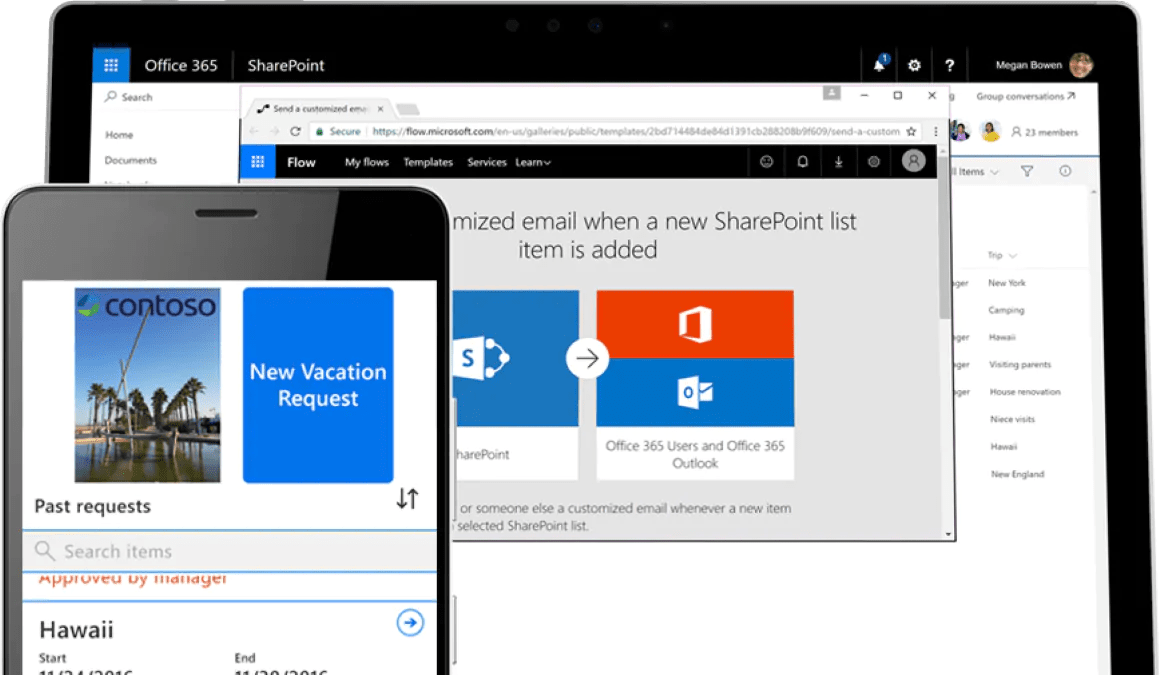 Office 365
SharePoint
1
?
Megan Bowen
Search
Home
Documents
Send a customized
Group conversations
23 members
Secure
https://flow.microsoft.com/en-us/galleries/public/templates/2bd714484de84d1391cb288208b9f609/send-a-custom
Flow
My flows
Templates
Services
Learn
Items
mized email when a new SharePoint list
item is added
Trip
New York
Camping
Hawaii
Visiting parents
House renovation
Niece visits
Hawaii
New England
S
O
harePoint
Office 365 Users and Office 365
Outlook
or someone else a customized email whenever a new item
selected SharePoint list.
contoso
New Vacation
Request
Past requests
Search items
Approved by manager
Hawaii
Start
End